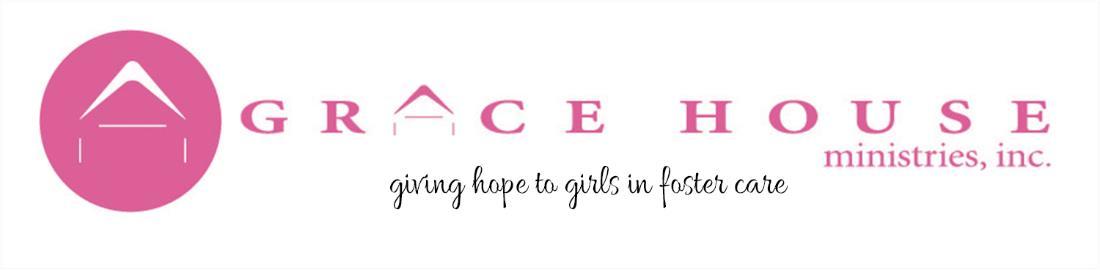 GRACE HOUSE
ministries, inc.
giving hope to girls in foster care